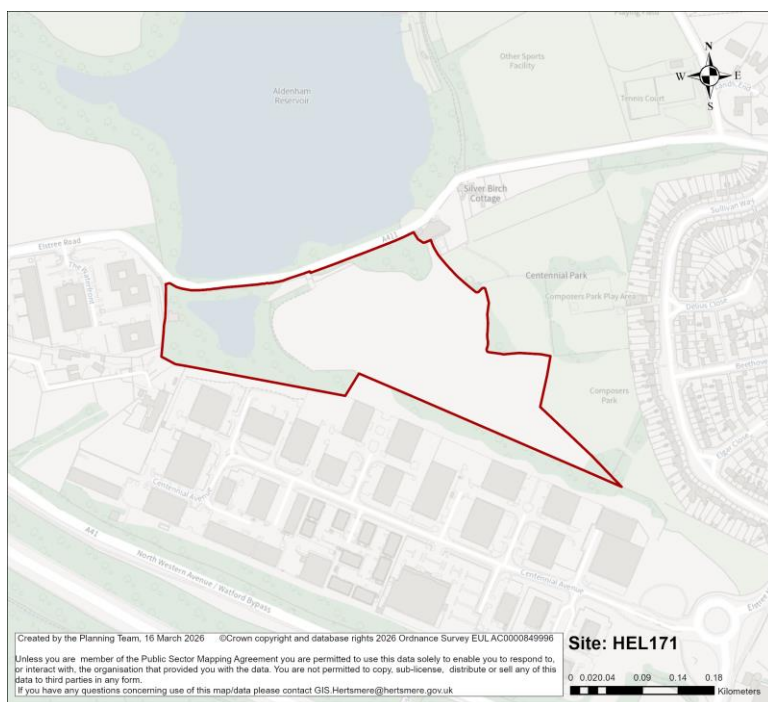 Playing Field
Other Sports
Facility
N
W
E
S
Aldenham
Reservoir
Tennis Court
Silver Birch
Cottage
Sullivan Way
Elstree Road
The Waterfront
Centennial Park
Composers Park Play Area
Delius Close
Composers
Park
Elgar Close
Centennial Avenue
A41
North Western Avenue / Watford Bypass
Centennial Avenue
Created by the Planning Team, 16 March 2026 ©Crown copyright and database rights 2026 Ordnance Survey EUL AC0000849996
Unless you are member of the Public Sector Mapping Agreement you are permitted to use this data solely to enable you to respond to,
or interact with, the organisation that provided you with the data. You are not permitted to copy, sub-license, distribute or sell any of this
data to third parties in any form.
If you have any questions concerning use of this map/data please contact GIS.Hertsmere@hertsmere.gov.uk
Site: HEL171
0 0.020.04 0.09 0.14 0.18
Kilometers